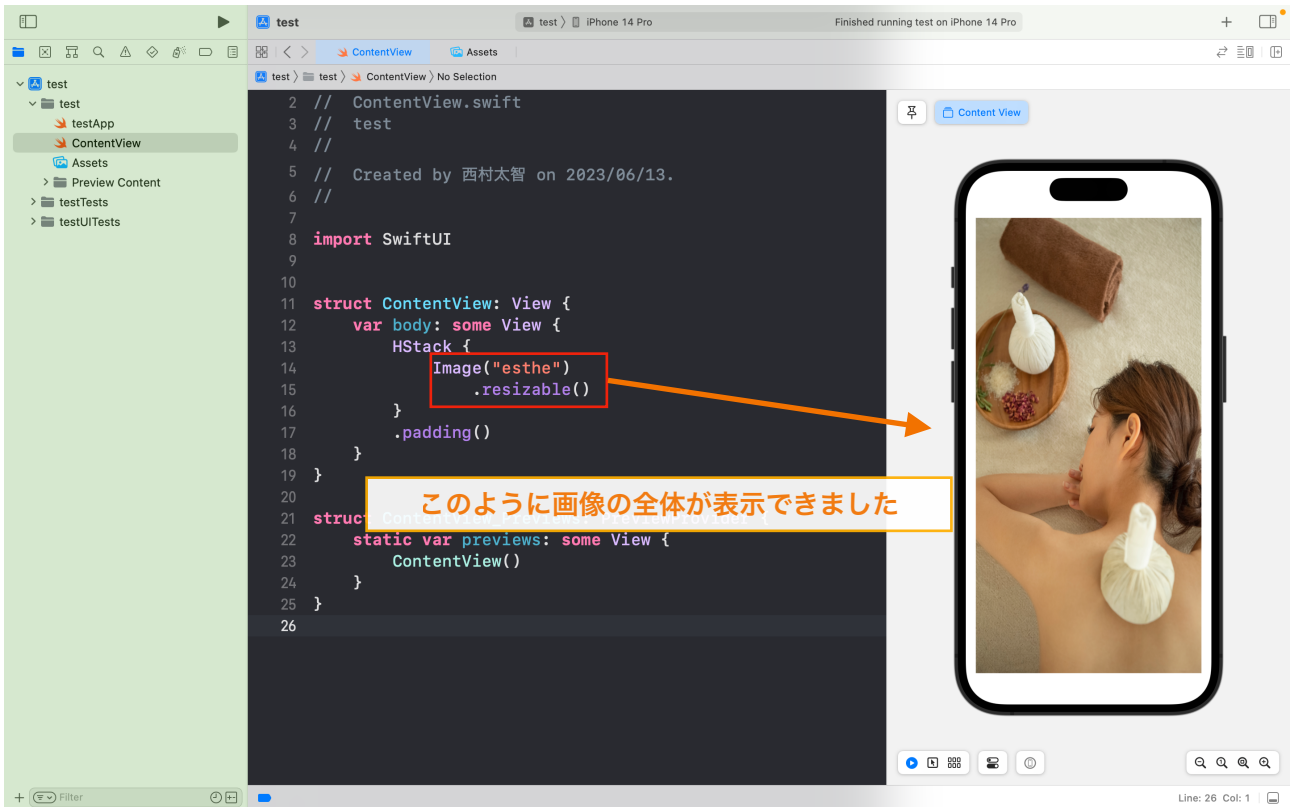 test
test 〉 iPhone 14 Pro
Finished running test on iPhone 14 Pro
ContentView
Assets
test 〉 test 〉 ContentView 〉 No Selection
test
test
testApp
ContentView
Assets
Preview Content
testTests
testUITests
Filter
2 //  ContentView.swift
3 //  test
4 //
5 //  Created by 西村太智 on 2023/06/13.
6 //
7
8 import SwiftUI
9
10
11 struct ContentView: View {
12     var body: some View {
13         HStack {
14             Image("esthe")
15                 .resizable()
16         }
17         .padding()
18     }
19 }
20
このように画像の全体が表示できました
21 struct ContentView_Previews: PreviewProvider {
22     static var previews: some View {
23         ContentView()
24     }
25 }
26
Content View
Line: 26 Col: 1